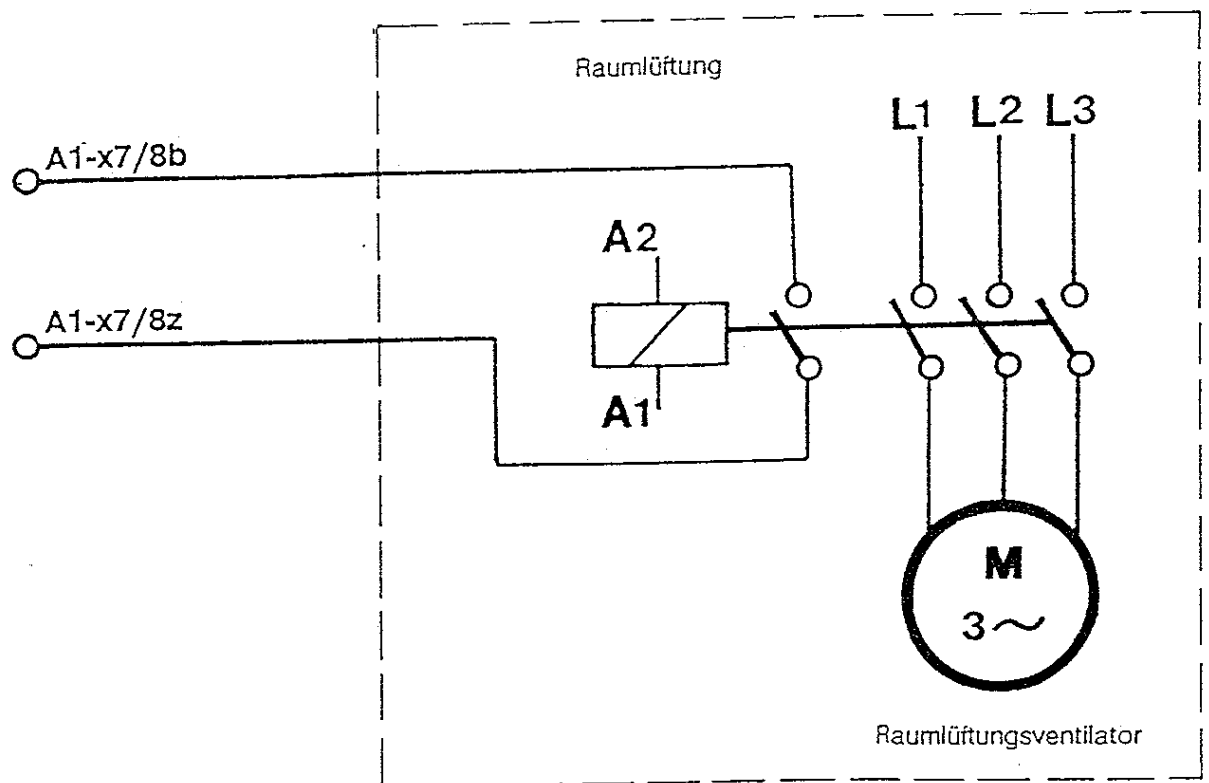 Raumlüftung
L1 L2 L3
A1-x7/8b
A2
A1-x7/8z
A1
M
3~
Raumlüftungsventilator